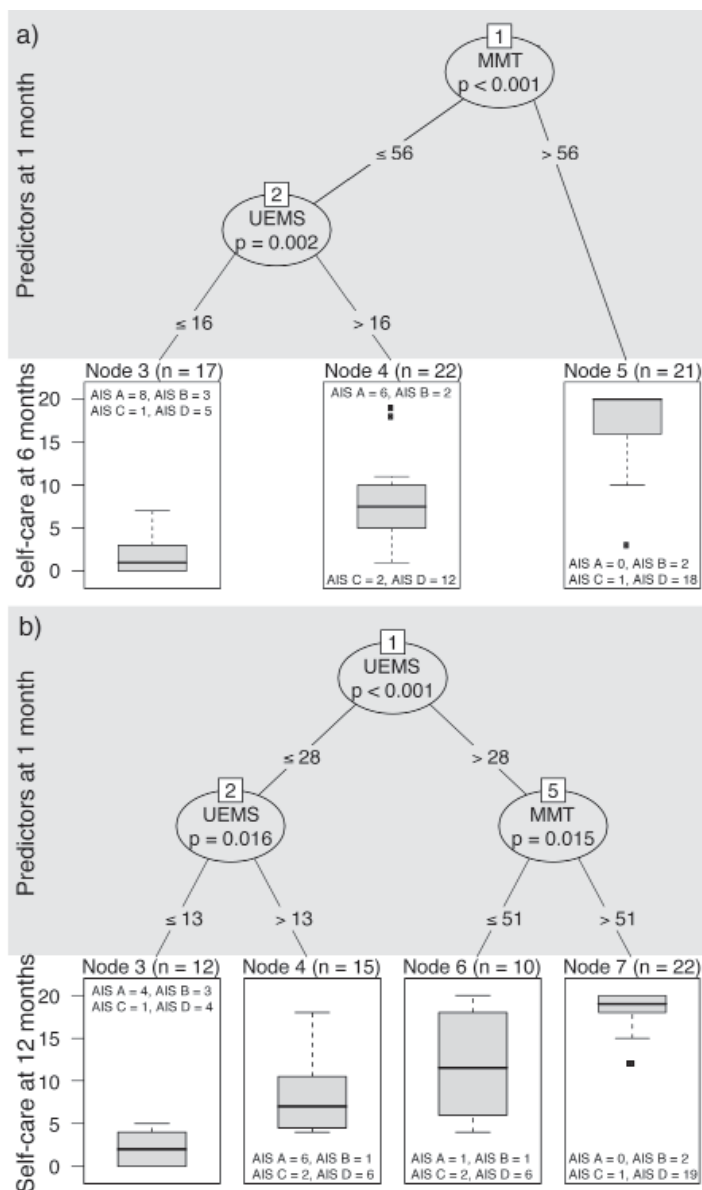 a)
Predictors at 1 month
1
MMT
p < 0.001
≤ 56
> 56
2
UEMS
p = 0.002
≤ 16
> 16
Self-care at 6 months
20
15
10
5
0
Node 3 (n = 17)
AIS A = 8, AIS B = 3
AIS C = 1, AIS D = 5
Node 4 (n = 22)
AIS A = 6, AIS B = 2
AIS C = 2, AIS D = 12
Node 5 (n = 21)
AIS A = 0, AIS B = 2
AIS C = 1, AIS D = 18
b)
Predictors at 1 month
1
UEMS
p < 0.001
≤ 28
> 28
2
UEMS
p = 0.016
5
MMT
p = 0.015
≤ 13
> 13
≤ 51
> 51
Self-care at 12 months
20
15
10
5
0
Node 3 (n = 12)
AIS A = 4, AIS B = 3
AIS C = 1, AIS D = 4
Node 4 (n = 15)
AIS A = 6, AIS B = 1
AIS C = 2, AIS D = 6
Node 6 (n = 10)
AIS A = 1, AIS B = 1
AIS C = 2, AIS D = 6
Node 7 (n = 22)
AIS A = 0, AIS B = 2
AIS C = 1, AIS D = 19